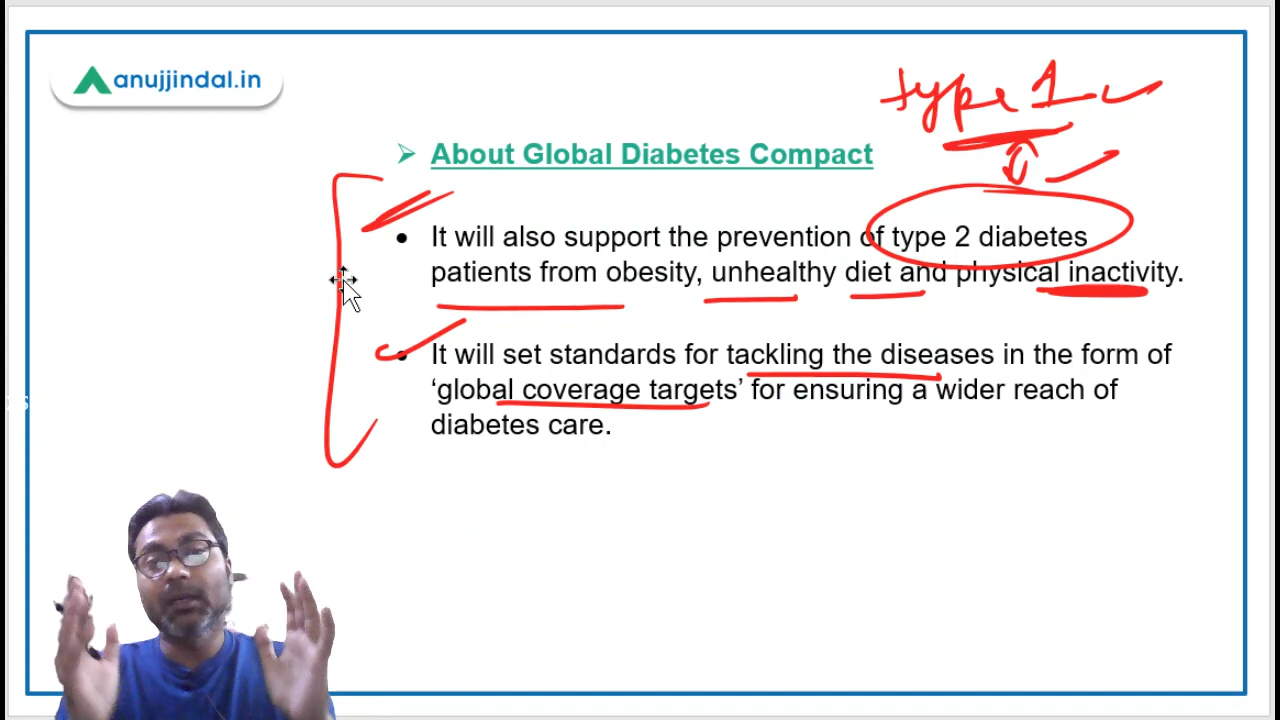 anujjindal.in
type 1
About Global Diabetes Compact
It will also support the prevention of type 2 diabetes
patients from obesity, unhealthy diet and physical inactivity.
It will set standards for tackling the diseases in the form of
‘global coverage targets’ for ensuring a wider reach of
diabetes care.